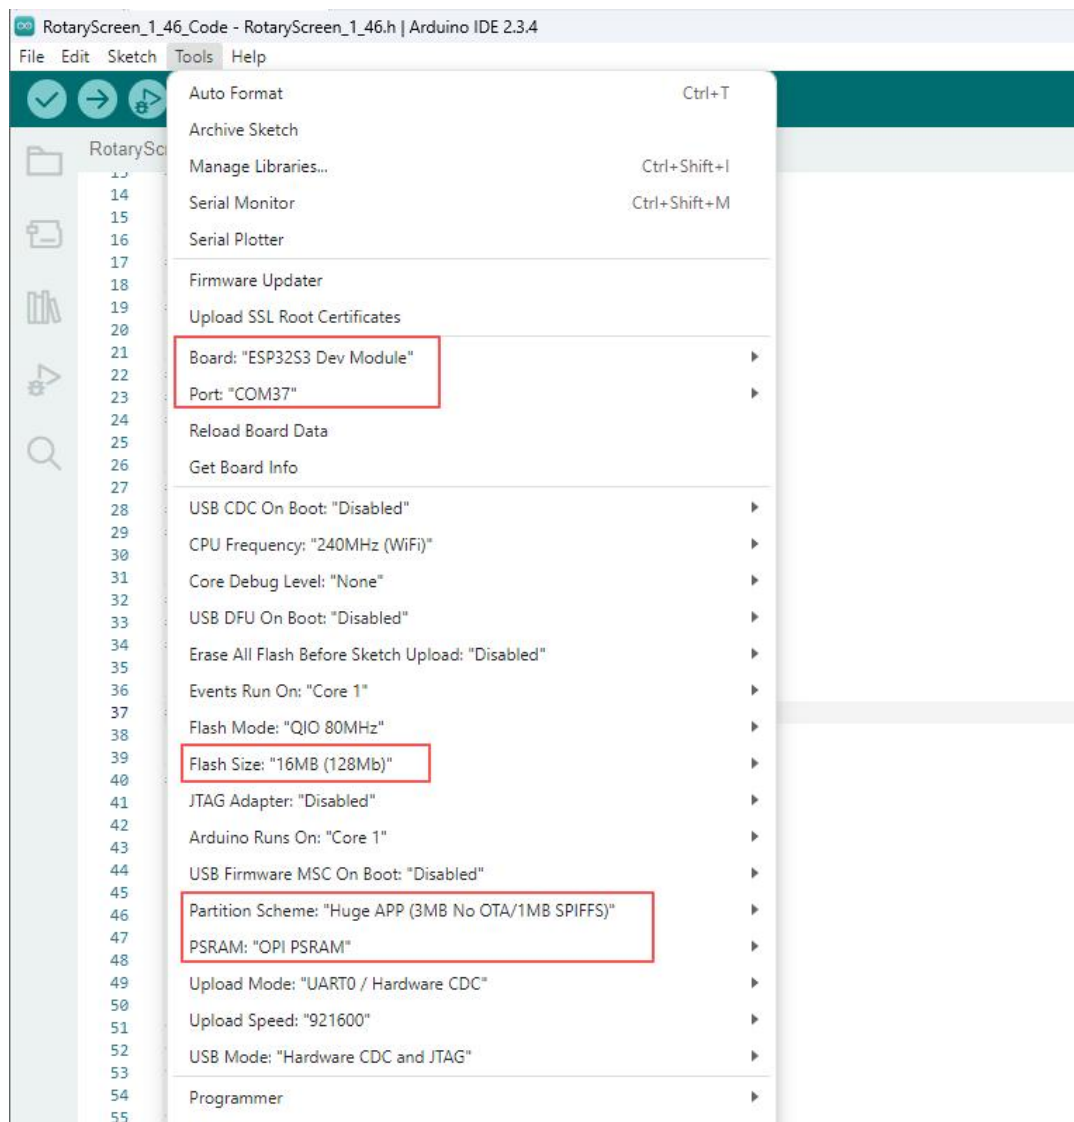 RotaryScreen_1_46_Code - RotaryScreen_1_46.h | Arduino IDE 2.3.4
File Edit Sketch Tools Help
Auto Format Ctrl+T
Archive Sketch
RotarySc
Manage Libraries... Ctrl+Shift+I
14
Serial Monitor Ctrl+Shift+M
15
16
Serial Plotter
17
18
Firmware Updater
19
Upload SSL Root Certificates
20
21
Board: "ESP32S3 Dev Module"
22
23
Port: "COM37"
24
Reload Board Data
25
26
Get Board Info
27
28
USB CDC On Boot: "Disabled"
29
30
CPU Frequency: "240MHz (WiFi)"
31
Core Debug Level: "None"
32
33
USB DFU On Boot: "Disabled"
34
Erase All Flash Before Sketch Upload: "Disabled"
35
36
Events Run On: "Core 1"
37
38
Flash Mode: "QIO 80MHz"
39
Flash Size: "16MB (128Mb)"
40
41
JTAG Adapter: "Disabled"
42
43
Arduino Runs On: "Core 1"
44
USB Firmware MSC On Boot: "Disabled"
45
46
Partition Scheme: "Huge APP (3MB No OTA/1MB SPIFFS)"
47
48
PSRAM: "OPI PSRAM"
49
Upload Mode: "UART0 / Hardware CDC"
50
51
Upload Speed: "921600"
52
USB Mode: "Hardware CDC and JTAG"
53
54
Programmer
55